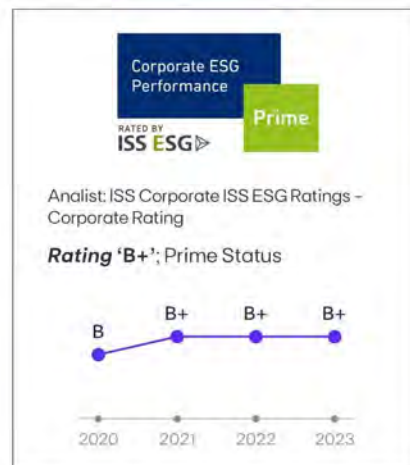 Corporate ESG
Performance
Prime
RATED BY
ISS ESG
Analist: ISS Corporate ISS ESG Ratings –
Corporate Rating
Rating ‘B+’; Prime Status
B B+ B+ B+
2020 2021 2022 2023